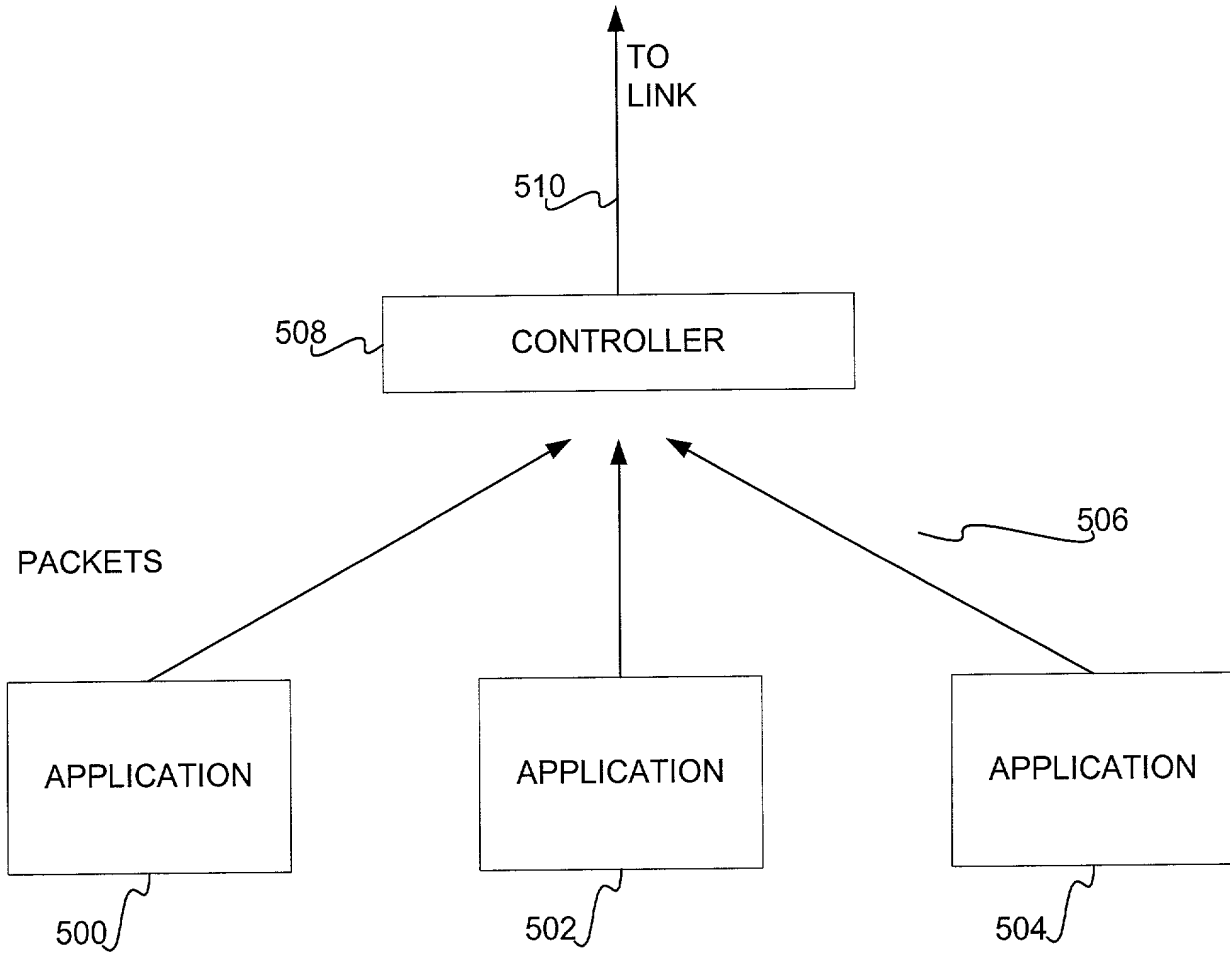 TO
LINK
510
508
CONTROLLER
506
PACKETS
APPLICATION
APPLICATION
APPLICATION
500
502
504